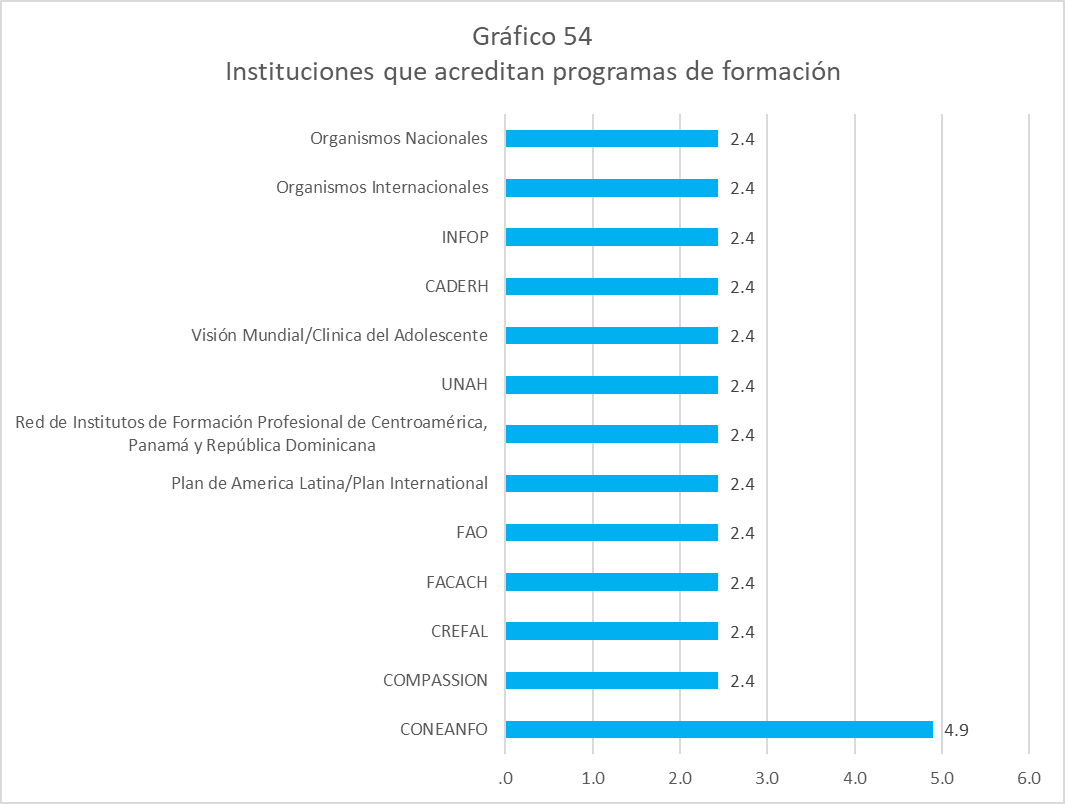 Gráfico 54
Instituciones que acreditan programas de formación
Organismos Nacionales 2.4
Organismos Internacionales 2.4
INFOP 2.4
CADERH 2.4
Visión Mundial/Clinica del Adolescente 2.4
UNAH 2.4
Red de Institutos de Formación Profesional de Centroamérica,
Panamá y República Dominicana 2.4
Plan de America Latina/Plan International 2.4
FAO 2.4
FACACH 2.4
CREFAL 2.4
COMPASSION 2.4
CONEANFO 4.9
.0 1.0 2.0 3.0 4.0 5.0 6.0